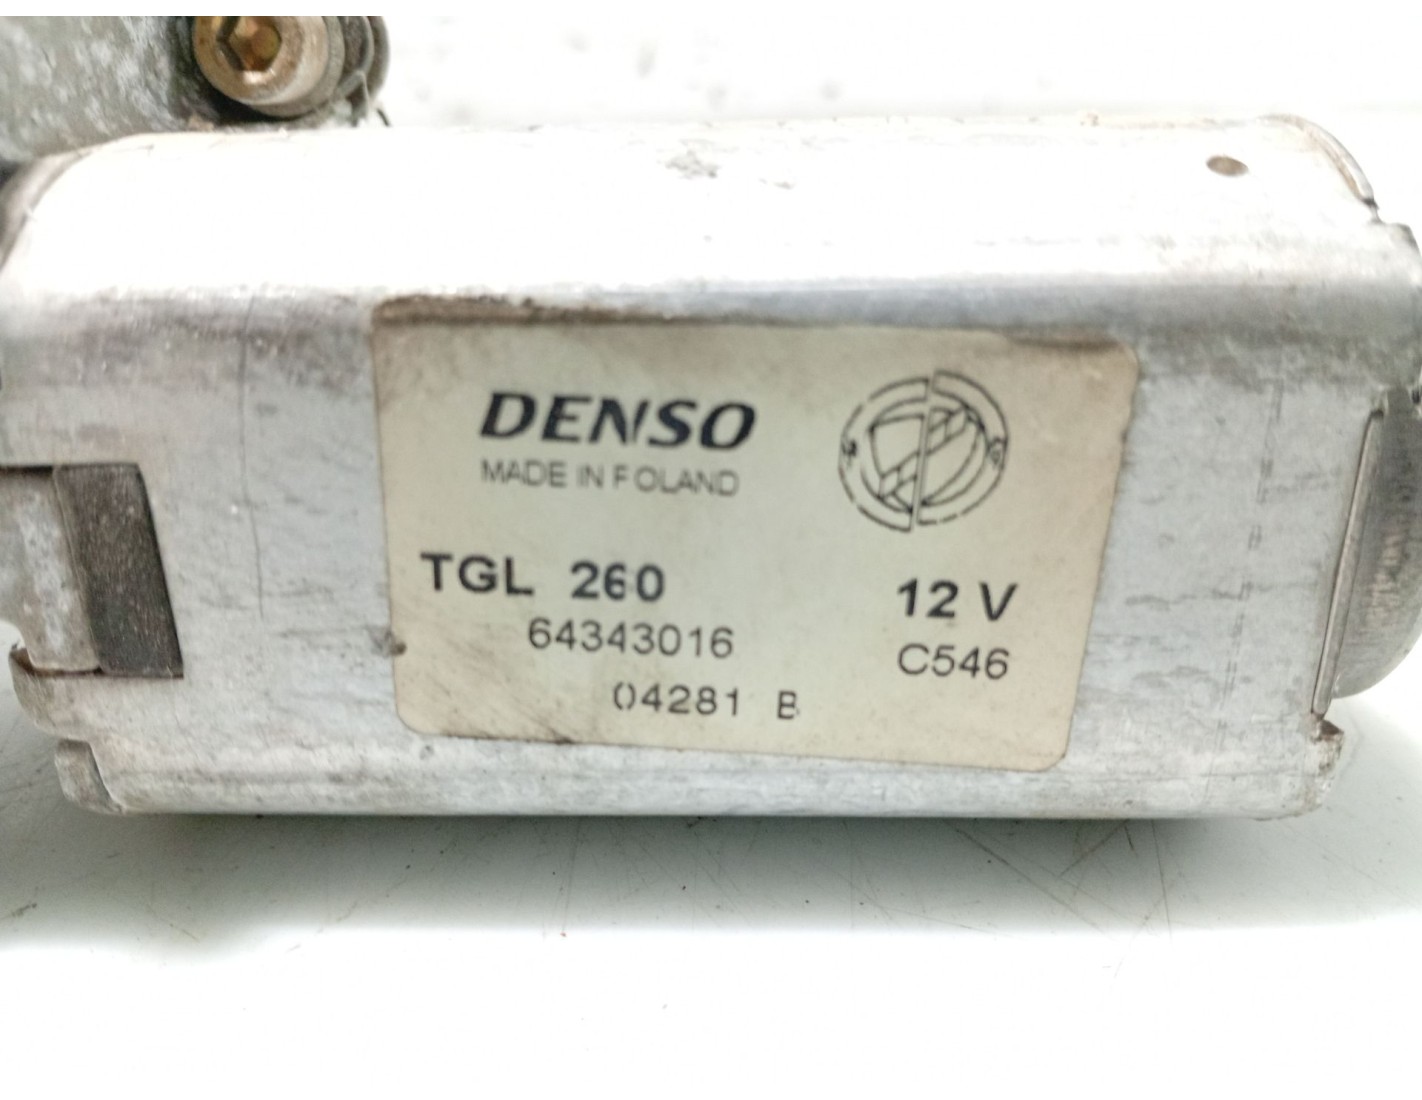 DENSO
MADE IN POLAND
TGL 260 12 V
64343016 C546
04281 B